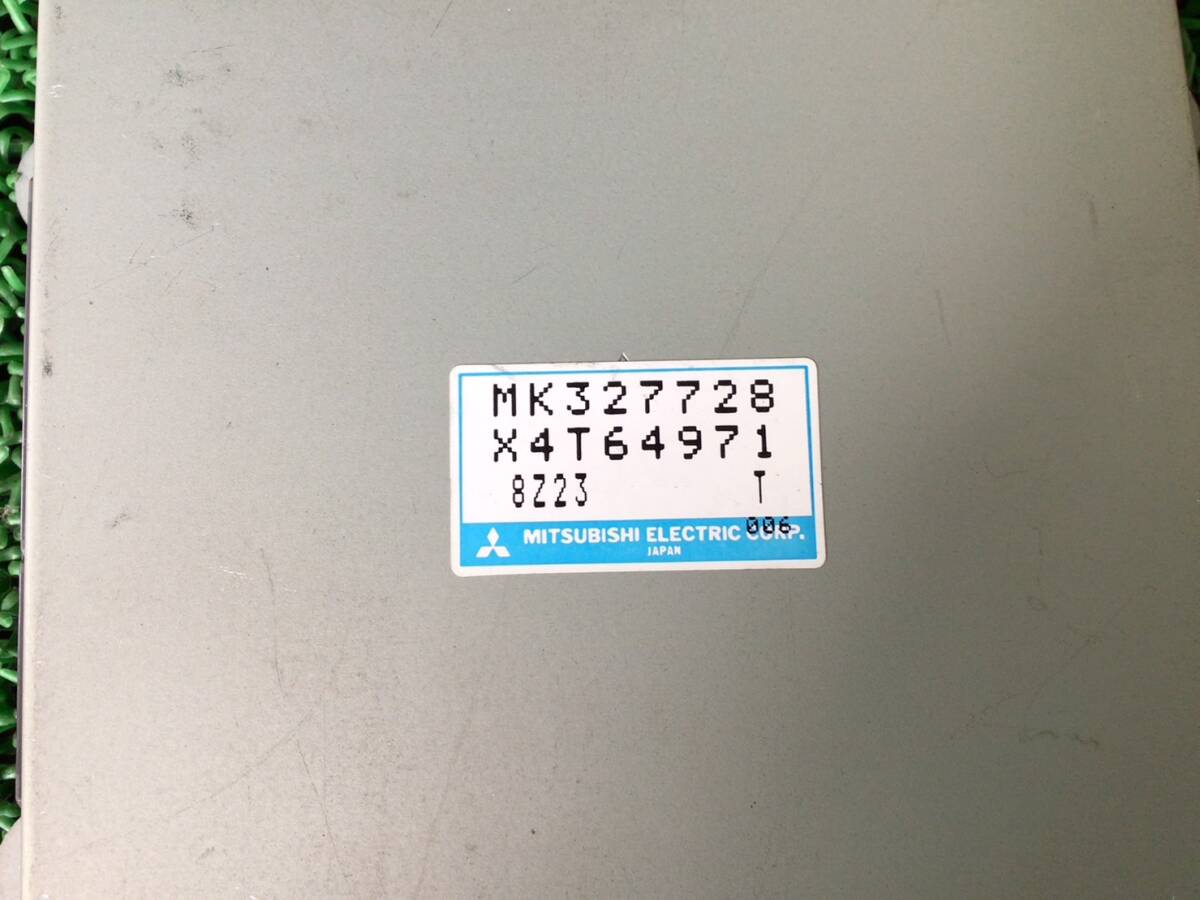 MK327728
X4T64971
8Z23 T
006
MITSUBISHI ELECTRIC CORP.
JAPAN